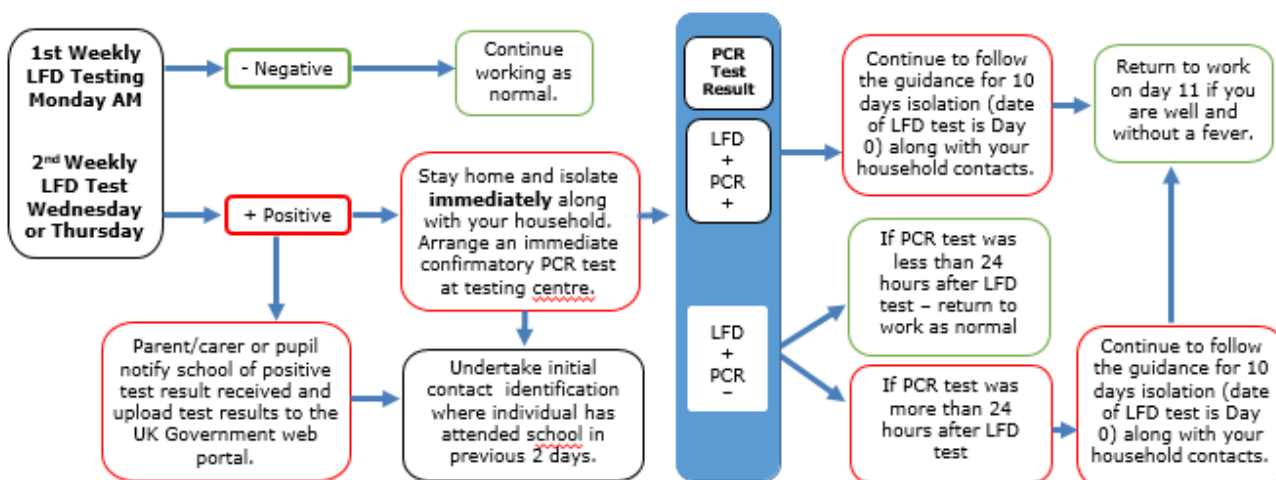 1st Weekly
LFD Testing
Monday AM
2nd Weekly
LFD Test
Wednesday
or Thursday
- Negative
Continue
working as
normal.
+ Positive
Stay home and isolate
immediately along
with your household.
Arrange an immediate
confirmatory PCR test
at testing centre.
Parent/carer or pupil
notify school of positive
test result received and
upload test results to the
UK Government web
portal.
Undertake initial
contact identification
where individual has
attended school in
previous 2 days.
PCR
Test
Result
LFD
+
PCR
+
LFD
+
PCR
–
Continue to follow
the guidance for 10
days isolation (date
of LFD test is Day
0) along with your
household contacts.
Return to work
on day 11 if you
are well and
without a fever.
If PCR test was
less than 24
hours after LFD
test – return to
work as normal
If PCR test was
more than 24
hours after LFD
test
Continue to follow
the guidance for 10
days isolation (date
of LFD test is Day
0) along with your
household contacts.